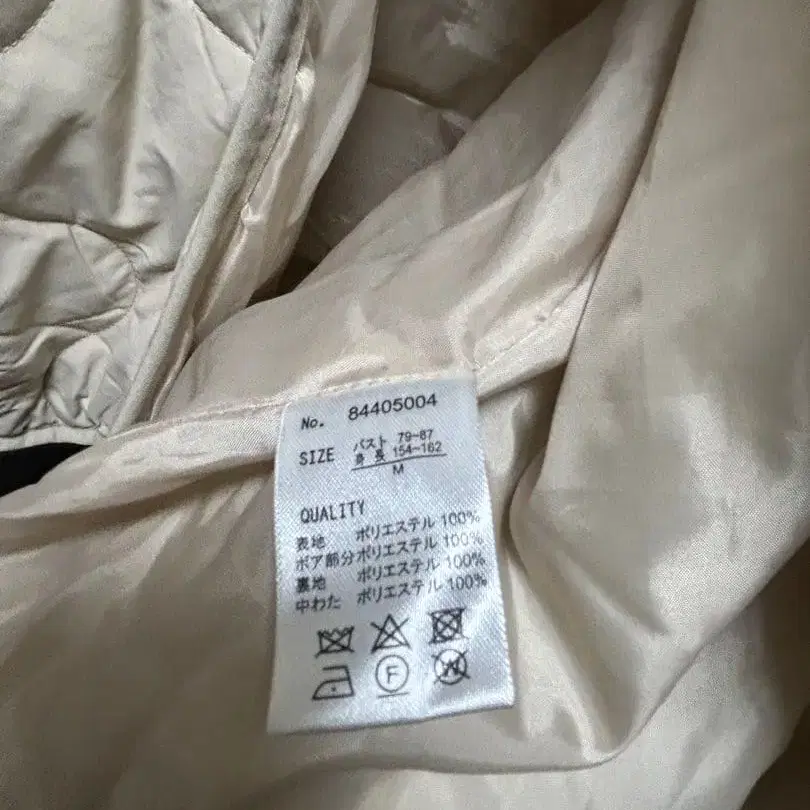 No. 84405004
SIZE バスト 79-87
身長 154-162
M
QUALITY
表地 ポリエステル 100%
ボア部分ポリエステル 100%
裏地 ポリエステル 100%
中わた ポリエステル 100%
F W